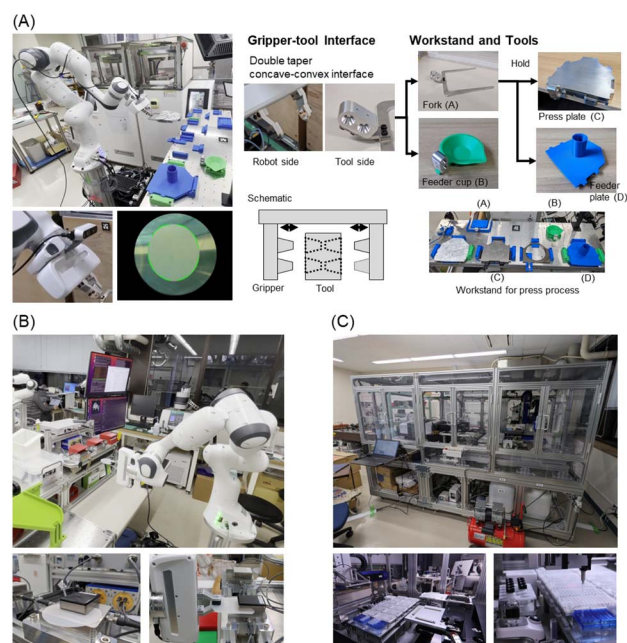 (A)
Gripper-tool Interface
Workstand and Tools
Double taper
concave-convex interface
Hold
Fork (A)
Press plate (C)
Robot side
Tool side
Feeder cup (B)
Feeder
plate (D)
Schematic
(A)
(B)
(C)
(D)
Gripper
Tool
Workstand for press process
(B)
(C)